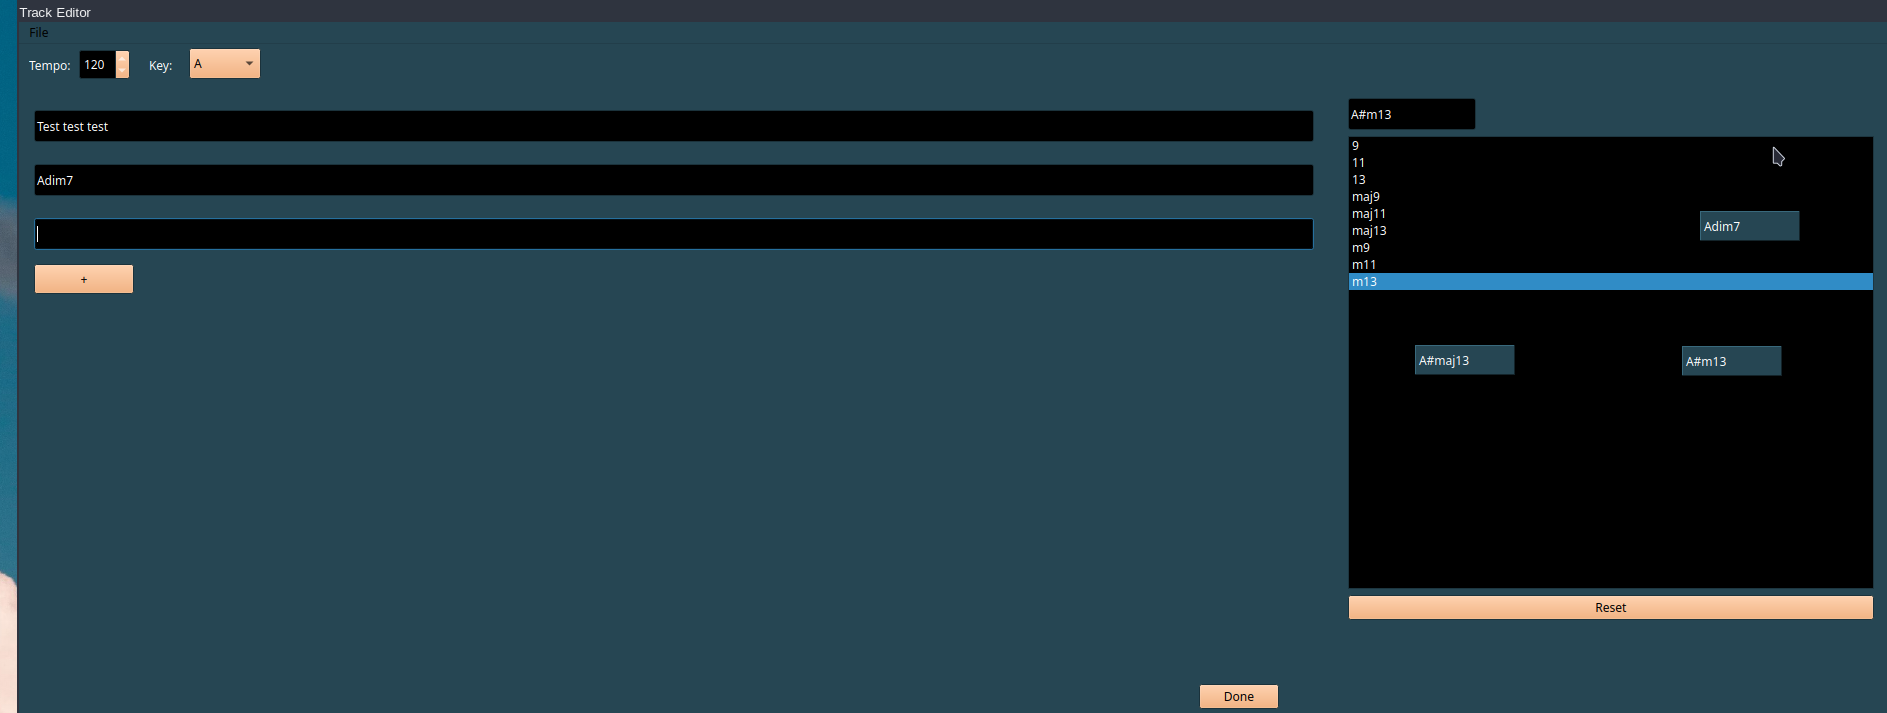 Track Editor
File
Tempo: 120 Key: A
Test test test
Adim7
+
A#m13
9
11
13
maj9
maj11
maj13
m9
m11
m13
Adim7
A#maj13 A#m13
Reset
Done